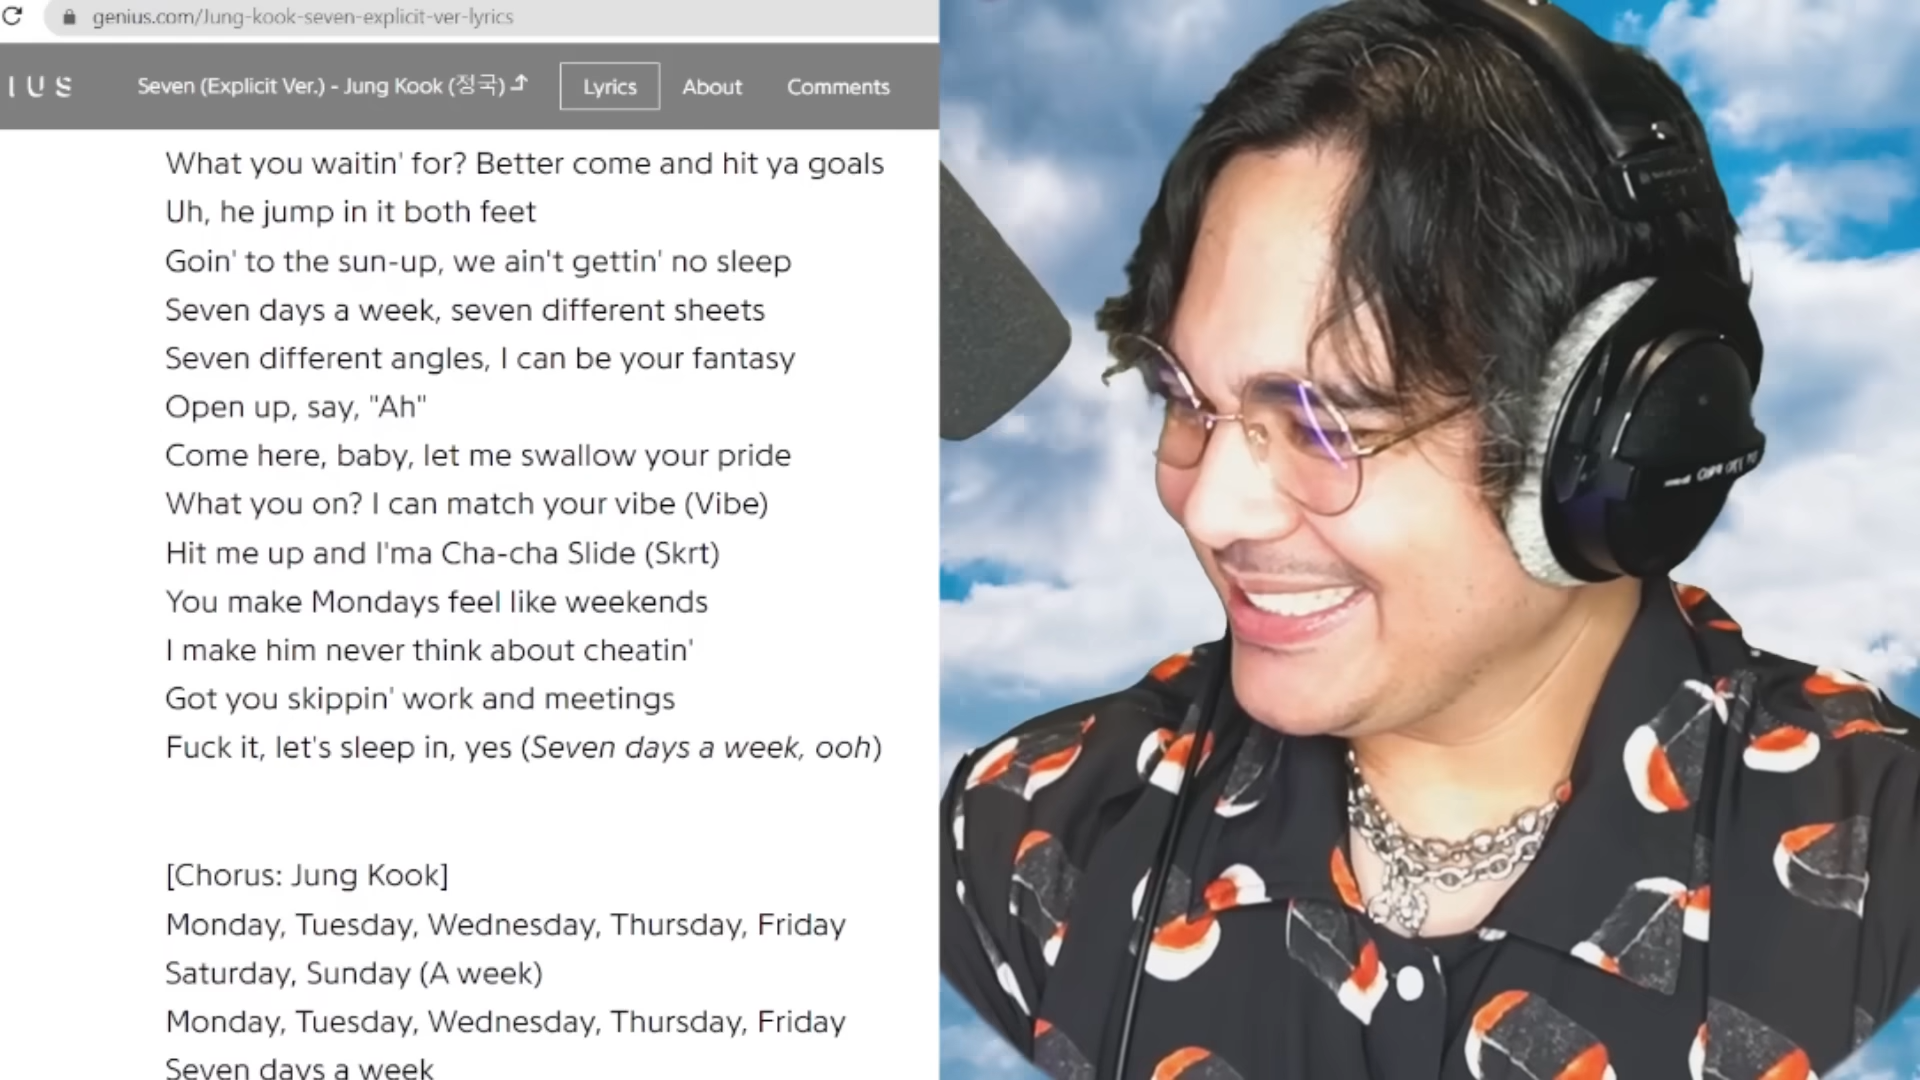 genius.com/Jung-kook-seven-explicit-ver-lyrics
I U S
Seven (Explicit Ver.) - Jung Kook (정국)
Lyrics
About
Comments
What you waitin' for? Better come and hit ya goals
Uh, he jump in it both feet
Goin' to the sun-up, we ain't gettin' no sleep
Seven days a week, seven different sheets
Seven different angles, I can be your fantasy
Open up, say, "Ah"
Come here, baby, let me swallow your pride
What you on? I can match your vibe (Vibe)
Hit me up and I'ma Cha-cha Slide (Skrt)
You make Mondays feel like weekends
I make him never think about cheatin'
Got you skippin' work and meetings
Fuck it, let's sleep in, yes (Seven days a week, ooh)
[Chorus: Jung Kook]
Monday, Tuesday, Wednesday, Thursday, Friday
Saturday, Sunday (A week)
Monday, Tuesday, Wednesday, Thursday, Friday
Seven days a week